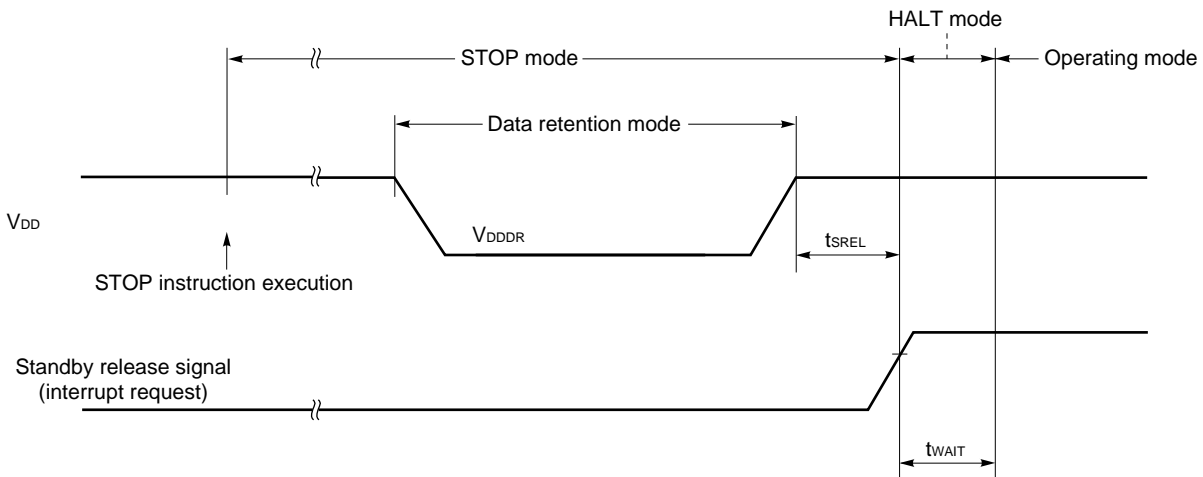 HALT mode
STOP mode
Operating mode
Data retention mode
VDD
VDDDR
tSREL
STOP instruction execution
Standby release signal
(interrupt request)
tWAIT